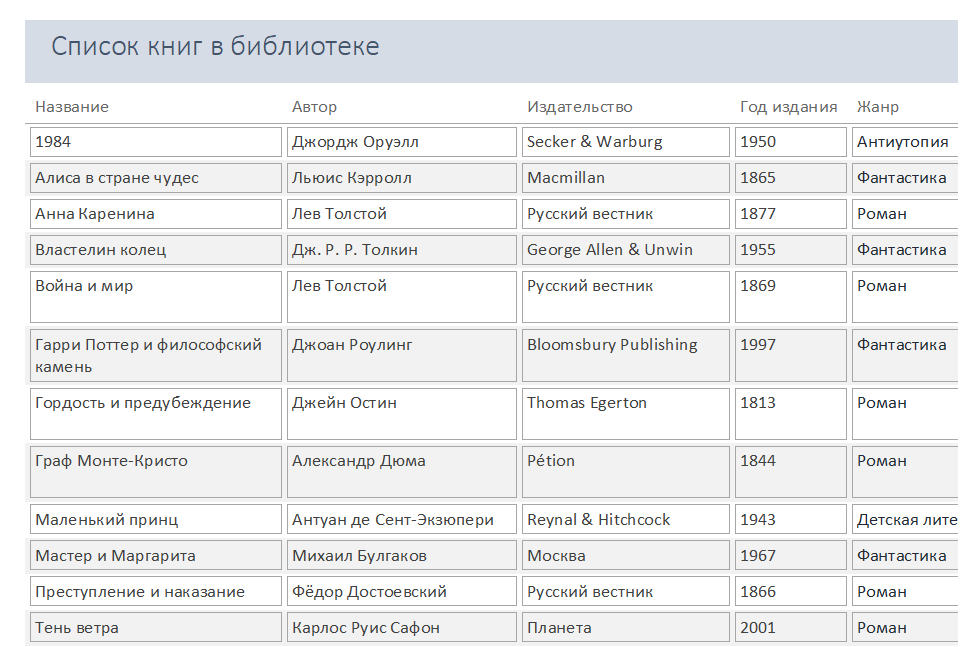 Список книг в библиотеке
Название Автор Издательство Год издания Жанр
1984 Джордж Оруэлл Secker & Warburg 1950 Антиутопия
Алиса в стране чудес Льюис Кэрролл Macmillan 1865 Фантастика
Анна Каренина Лев Толстой Русский вестник 1877 Роман
Властелин колец Дж. Р. Р. Толкин George Allen & Unwin 1955 Фантастика
Война и мир Лев Толстой Русский вестник 1869 Роман
Гарри Поттер и философский Джоан Роулинг Bloomsbury Publishing 1997 Фантастика
камень
Гордость и предубеждение Джейн Остин Thomas Egerton 1813 Роман
Граф Монте-Кристо Александр Дюма Pétion 1844 Роман
Маленький принц Антуан де Сент-Экзюпери Reynal & Hitchcock 1943 Детская лите
Мастер и Маргарита Михаил Булгаков Москва 1967 Фантастика
Преступление и наказание Фёдор Достоевский Русский вестник 1866 Роман
Тень ветра Карлос Руис Сафон Планета 2001 Роман